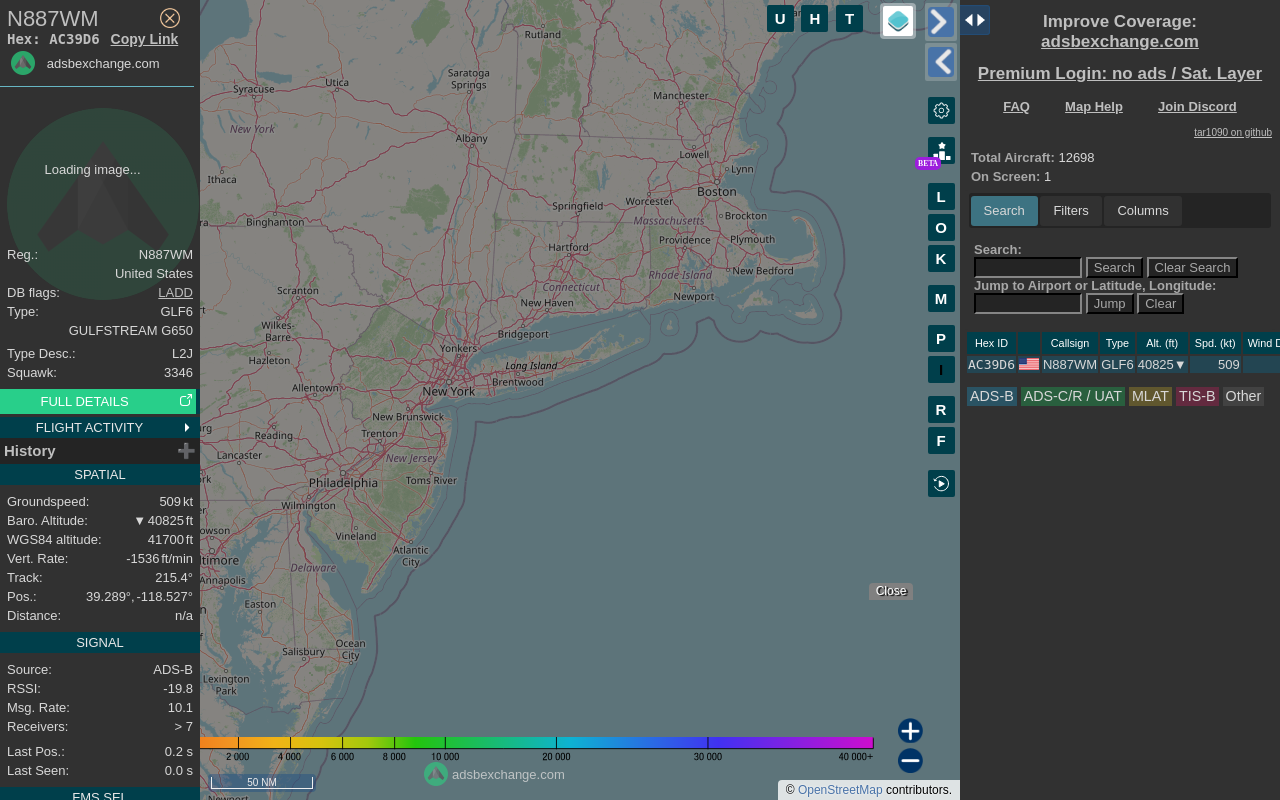 N887WM
Hex: AC39D6 Copy Link
adsbexchange.com
Loading image...
Reg.: N887WM
United States
DB flags: LADD
Type: GLF6
GULFSTREAM G650
Type Desc.: L2J
Squawk: 3346
FULL DETAILS
FLIGHT ACTIVITY
History
SPATIAL
Groundspeed: 509 kt
Baro. Altitude: ▼ 40825 ft
WGS84 altitude: 41700 ft
Vert. Rate: -1536 ft/min
Track: 215.4°
Pos.: 39.289°, -118.527°
Distance: n/a
SIGNAL
Source: ADS-B
RSSI: -19.8
Msg. Rate: 10.1
Receivers: > 7
Last Pos.: 0.2 s
Last Seen: 0.0 s
FMS SEL
U H T
BETA
L
O
K
M
P
I
R
F
Rutland
Utica
Saratoga
Springs
Syracuse
Manchester
New York
Albany
Lowell
Lynn
Ithaca
Boston
Worcester
Springfield
Massachusetts
Brockton
Binghamton
Providence
Plymouth
Hartford
Rhode Island
New Bedford
Connecticut
Scranton
Newport
New Haven
Wilkes-
Barre
Bridgeport
Yonkers
Hazleton
Long Island
Brentwood
Allentown
New York
New Brunswick
Trenton
Reading
Lancaster
New Jersey
Toms River
Philadelphia
Wilmington
Vineland
Atlantic
City
Delaware
Annapolis
Easton
Ocean
City
Salisbury
Lexington
Park
Close
2 000 4 000 6 000 8 000 10 000 20 000 30 000 40 000+
adsbexchange.com
50 NM
© OpenStreetMap contributors.
Improve Coverage:
adsbexchange.com
Premium Login: no ads / Sat. Layer
FAQ Map Help Join Discord
tar1090 on github
Total Aircraft: 12698
On Screen: 1
Search Filters Columns
Search:
Search Clear Search
Jump to Airport or Latitude, Longitude:
Jump Clear
Hex ID Callsign Type Alt. (ft) Spd. (kt) Wind D
AC39D6 N887WM GLF6 40825▼ 509
ADS-B ADS-C/R / UAT MLAT TIS-B Other